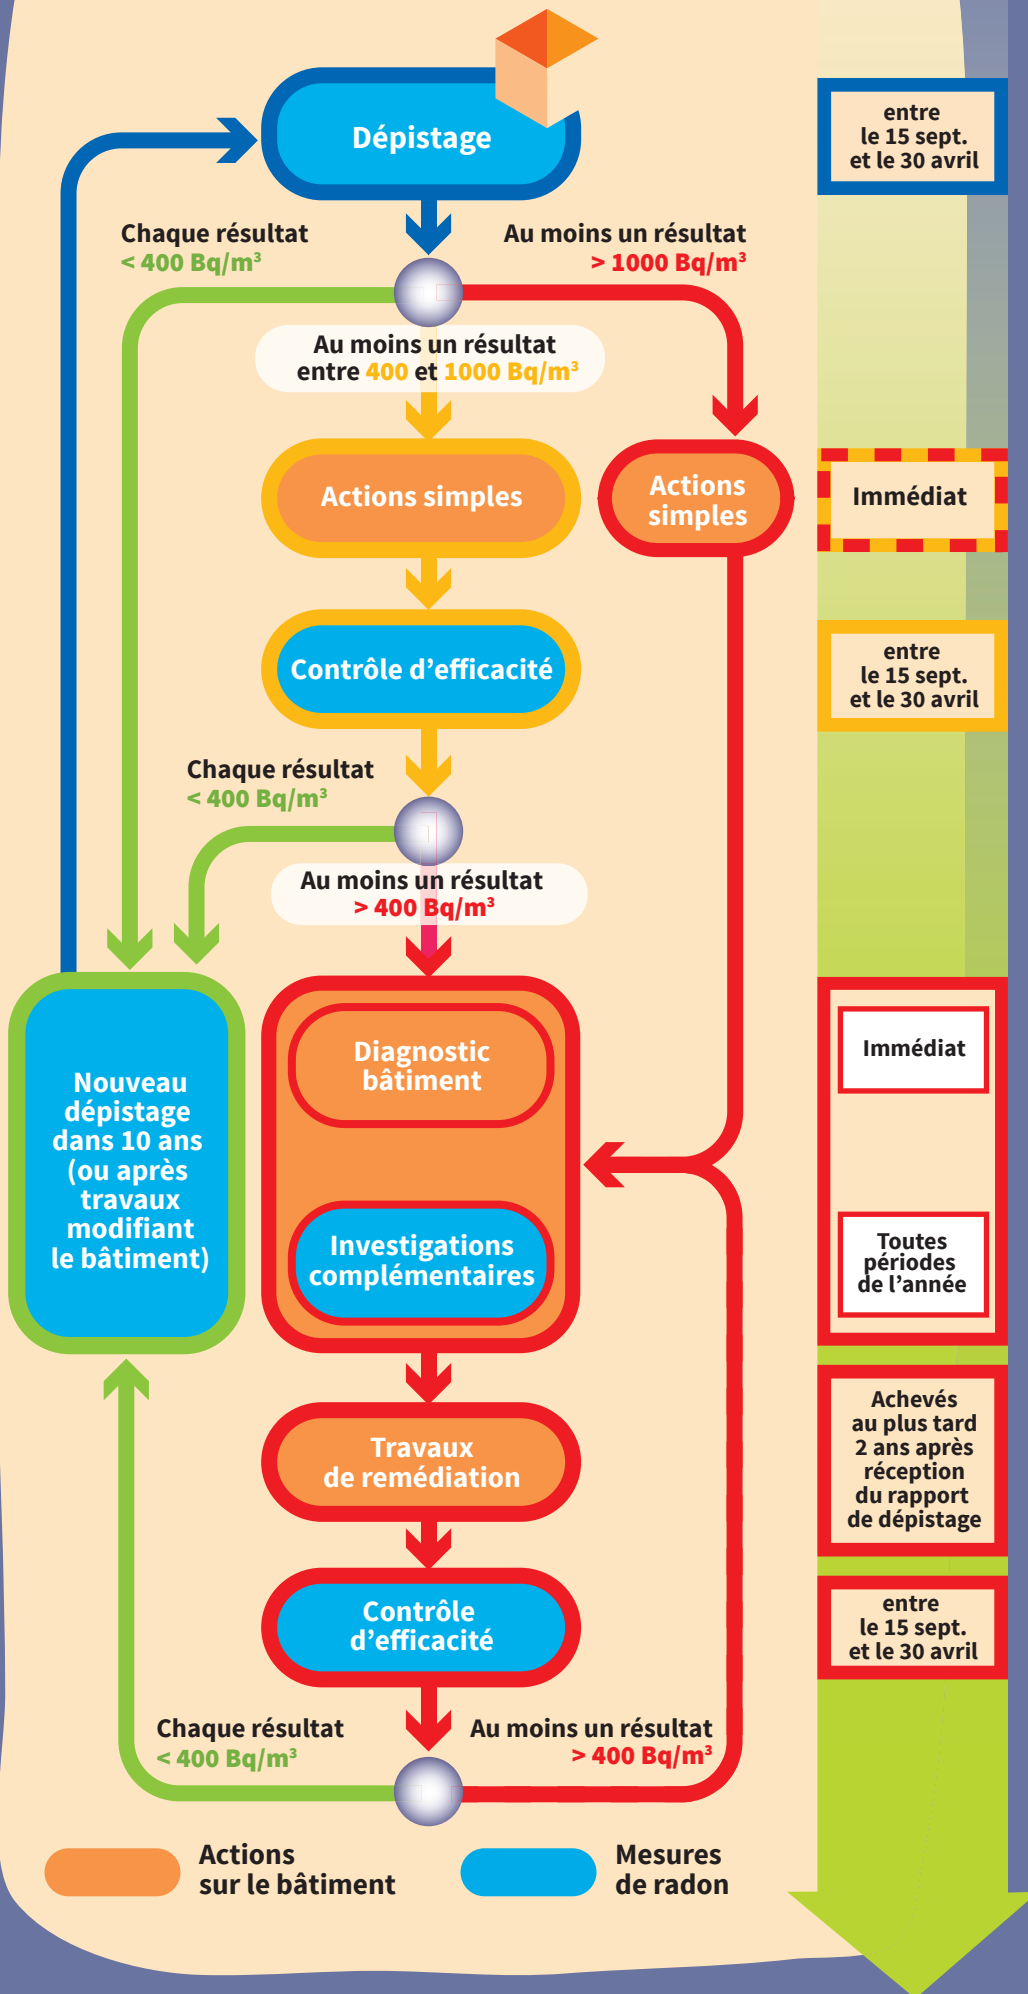 Dépistage
entre
le 15 sept.
et le 30 avril
Chaque résultat
< 400 Bq/m³
Au moins un résultat
> 1000 Bq/m³
Au moins un résultat
entre 400 et 1000 Bq/m³
Actions simples
Actions
simples
Immédiat
Contrôle d’efficacité
entre
le 15 sept.
et le 30 avril
Chaque résultat
< 400 Bq/m³
Au moins un résultat
> 400 Bq/m³
Nouveau
dépistage
dans 10 ans
(ou après
travaux
modifiant
le bâtiment)
Diagnostic
bâtiment
Immédiat
Investigations
complémentaires
Toutes
périodes
de l’année
Travaux
de remédiation
Achevés
au plus tard
2 ans après
réception
du rapport
de dépistage
Contrôle
d’efficacité
entre
le 15 sept.
et le 30 avril
Chaque résultat
< 400 Bq/m³
Au moins un résultat
> 400 Bq/m³
Actions
sur le bâtiment
Mesures
de radon